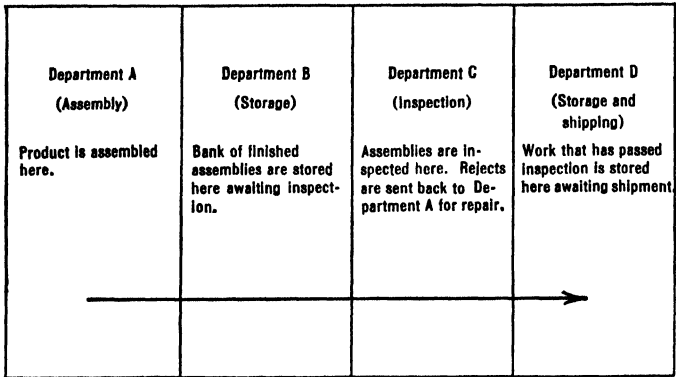 Department A
(Assembly)
Product is assembled
here.
Department B
(Storage)
Bank of finished
assemblies are stored
here awaiting inspect-
ion.
Department C
(Inspection)
Assemblies are in-
spected here. Rejects
are sent back to De-
partment A for repair.
Department D
(Storage and
shipping)
Work that has passed
inspection is stored
here awaiting shipment.